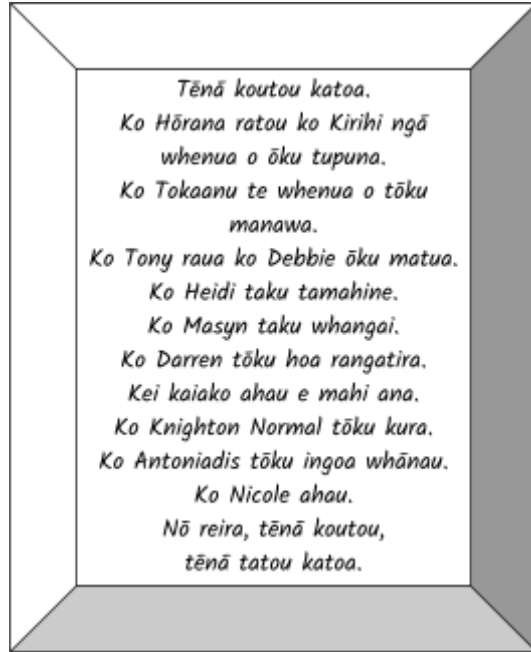 Tēnā koutou katoa.
Ko Hōrana ratou ko Kirihi ngā
whenua o ōku tupuna.
Ko Tokaanu te whenua o tōku
manawa.
Ko Tony raua ko Debbie ōku matua.
Ko Heidi taku tamahine.
Ko Masyn taku whangai.
Ko Darren tōku hoa rangatira.
Kei kaiako ahau e mahi ana.
Ko Knighton Normal tōku kura.
Ko Antoniadis tōku ingoa whānau.
Ko Nicole ahau.
Nō reira, tēnā koutou,
tēnā tatou katoa.